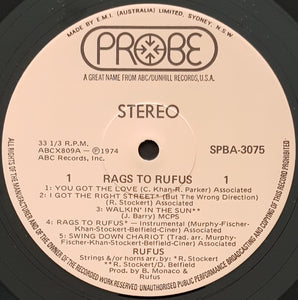 MADE BY E.M.I. (AUSTRALIA) LIMITED, SYDNEY, N.S.W.
PROBE
A GREAT NAME FROM ABC/DUNHILL RECORDS, U.S.A.
STEREO
33 1/3 R.P.M.
ABCX809A – Ⓟ1974
ABC Records, Inc.
SPBA-3075
1 RAGS TO RUFUS 1
1: YOU GOT THE LOVE (C. Khan-R. Parker) Associated
2: I GOT THE RIGHT STREET* (But The Wrong Direction)
(R. Stockert) Associated
3: WALKIN' IN THE SUN**
(J. Barry) MCPS
4: RAGS TO RUFUS* — Instrumental (Murphy-Fischer-
Khan-Stockert-Belfield-Ciner) Associated
5: SWING DOWN CHARIOT (Trad. arr. Murphy-
Fischer-Khan-Stockert-Belfield-Ciner) Associated
RUFUS
Strings &/or horns arr. by: * R. Stockert
**R. Stockert/D. Belfield
Prod. by B. Monaco &
Rufus
ALL RIGHTS OF THE MANUFACTURER AND OF THE OWNER OF THE RECORDED WORK RESERVED UNAUTHORISED PUBLIC PERFORMANCE BROADCASTING AND COPYING OF THIS RECORD PROHIBITED